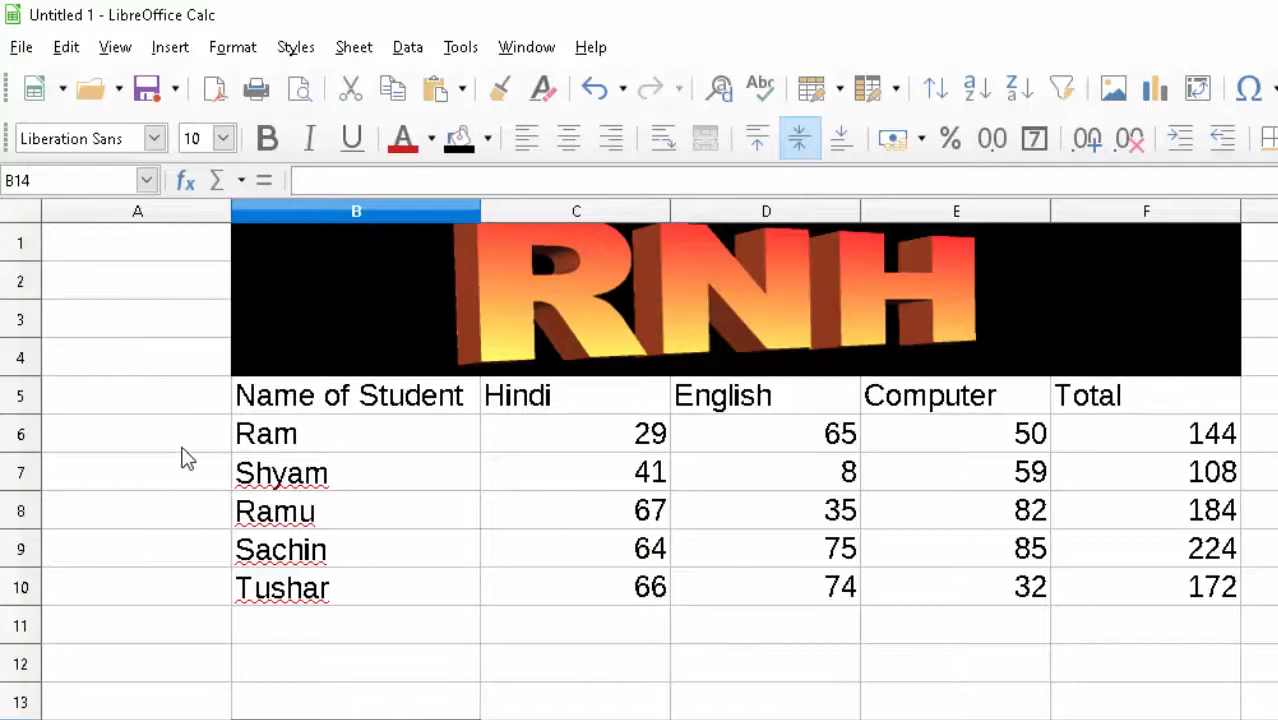 Untitled 1 - LibreOffice Calc
File Edit View Insert Format Styles Sheet Data Tools Window Help
Liberation Sans 10
B14
A B C D E F
1
2
3
4
RNH
5 Name of Student Hindi English Computer Total
6 Ram 29 65 50 144
7 Shyam 41 8 59 108
8 Ramu 67 35 82 184
9 Sachin 64 75 85 224
10 Tushar 66 74 32 172
11
12
13